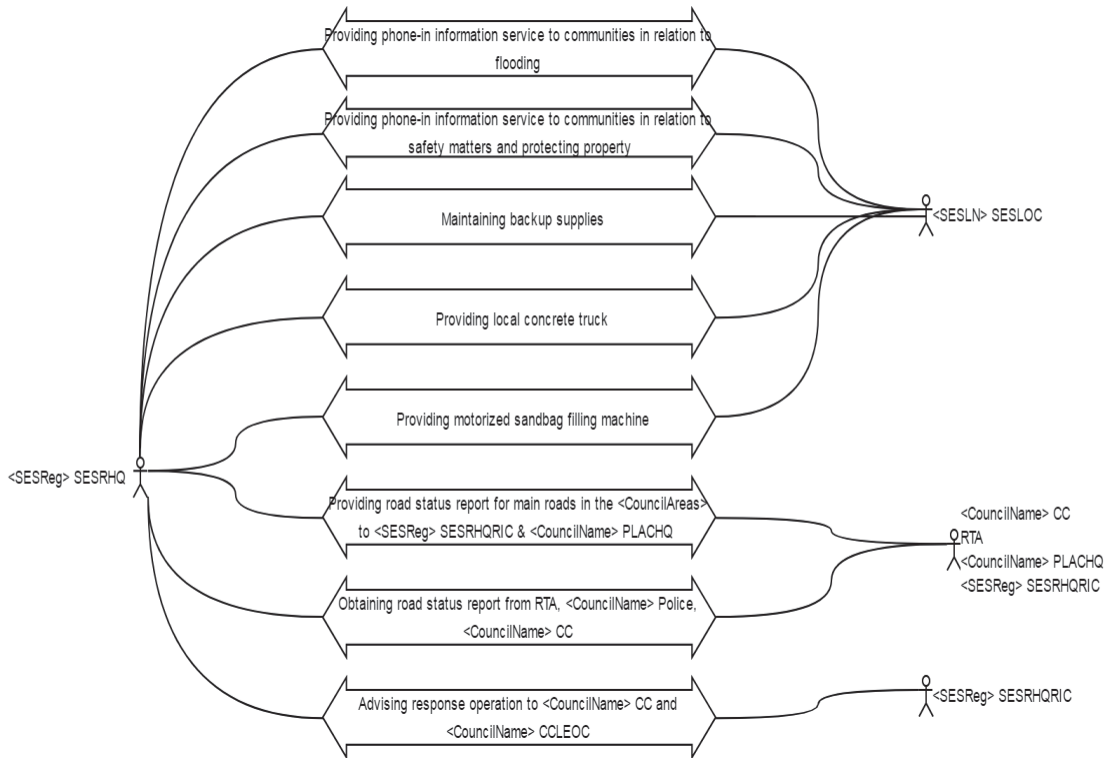 Providing phone-in information service to communities in relation to
flooding
Providing phone-in information service to communities in relation to
safety matters and protecting property
Maintaining backup supplies
<SESLN> SESLOC
Providing local concrete truck
Providing motorized sandbag filling machine
<SESReg> SESRHQ
Providing road status report for main roads in the <CouncilAreas>
to <SESReg> SESRHQRIC & <CouncilName> PLACHQ
<CouncilName> CC
RTA
<CouncilName> PLACHQ
<SESReg> SESRHQRIC
Obtaining road status report from RTA, <CouncilName> Police,
<CouncilName> CC
Advising response operation to <CouncilName> CC and
<CouncilName> CCLEOC
<SESReg> SESRHQRIC